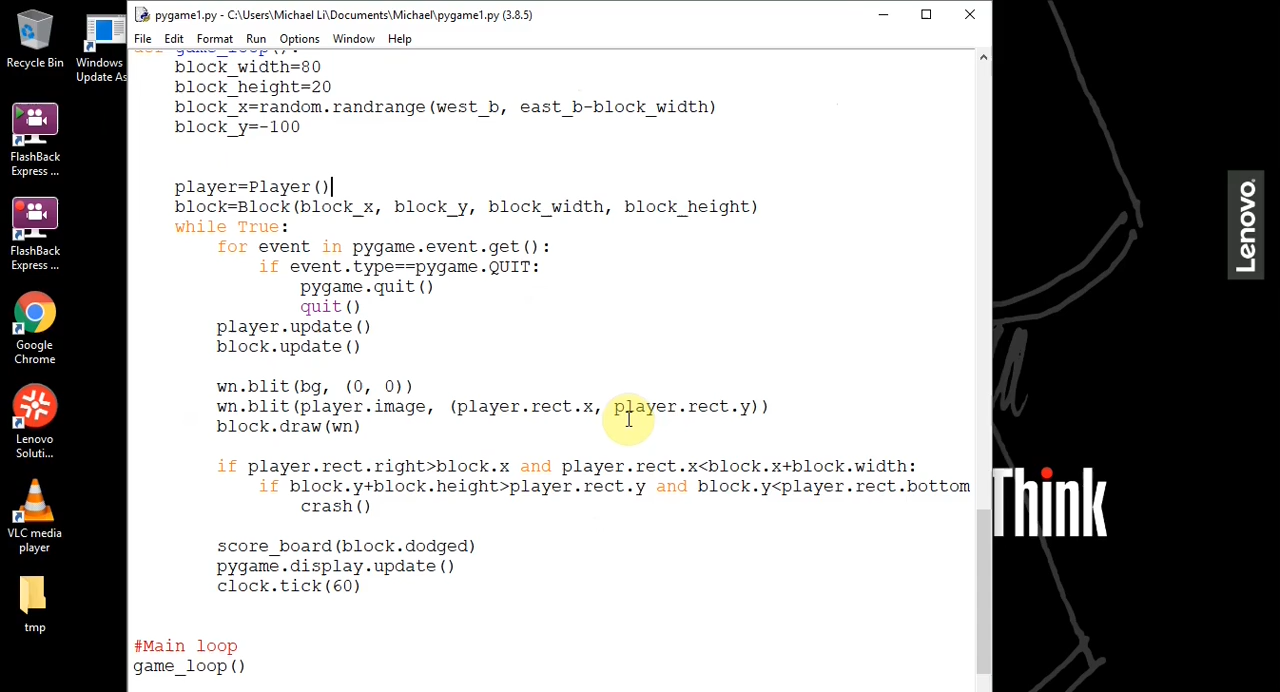 pygame1.py - C:\Users\Michael Li\Documents\Michael\pygame1.py (3.8.5)
File Edit Format Run Options Window Help
def game_loop():
block_width=80
block_height=20
block_x=random.randrange(west_b, east_b-block_width)
block_y=-100
player=Player()
block=Block(block_x, block_y, block_width, block_height)
while True:
for event in pygame.event.get():
if event.type==pygame.QUIT:
pygame.quit()
quit()
player.update()
block.update()
wn.blit(bg, (0, 0))
wn.blit(player.image, (player.rect.x, player.rect.y))
block.draw(wn)
if player.rect.right>block.x and player.rect.x<block.x+block.width:
if block.y+block.height>player.rect.y and block.y<player.rect.bottom
crash()
score_board(block.dodged)
pygame.display.update()
clock.tick(60)
#Main loop
game_loop()
Recycle Bin
Windows
Update As
FlashBack
Express ...
FlashBack
Express ...
Google
Chrome
Lenovo
Soluti...
VLC media
player
tmp
Lenovo
Think